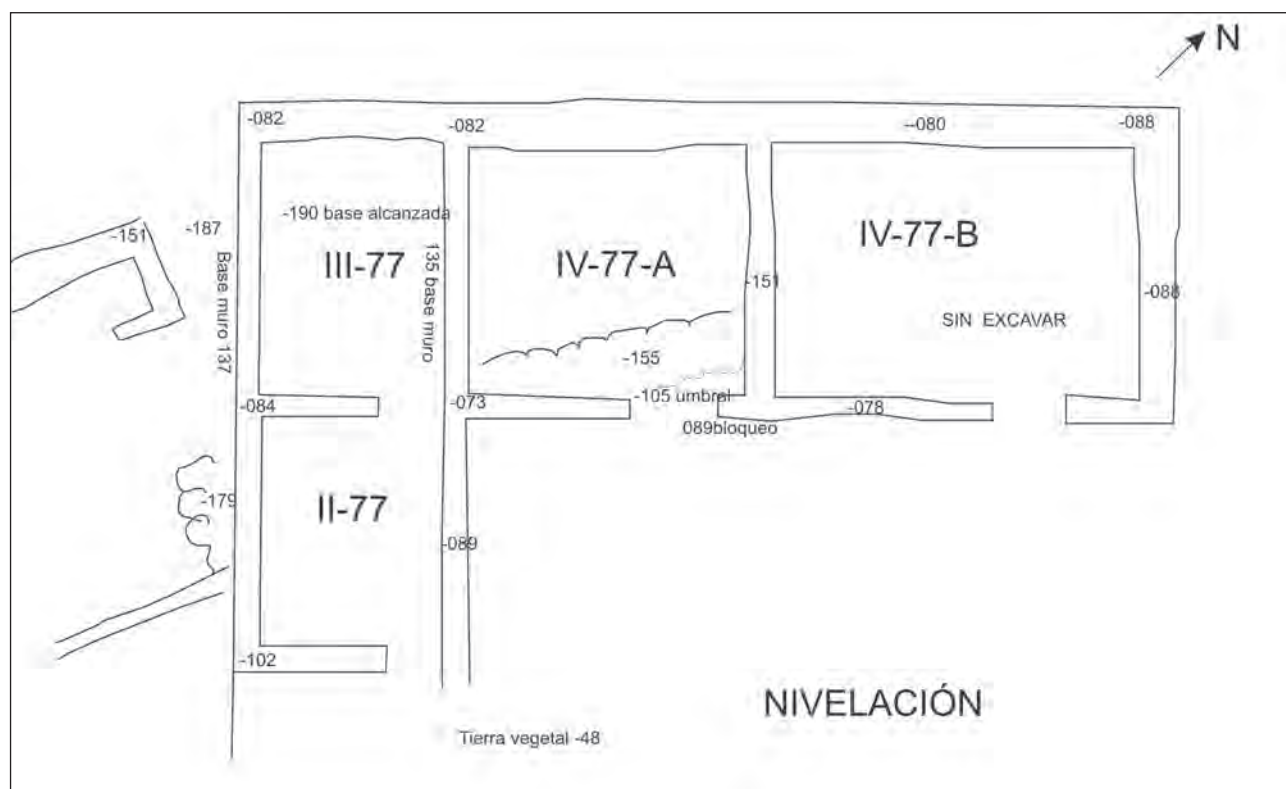 N
-082
-082
--080
-088
-190 base alcanzada
-151
-187
Base muro 137
III-77
135 base muro
IV-77-A
-151
IV-77-B
-088
SIN EXCAVAR
-155
-105 umbral
-084
-073
-078
089bloqueo
-179
II-77
-089
-102
NIVELACIÓN
Tierra vegetal -48